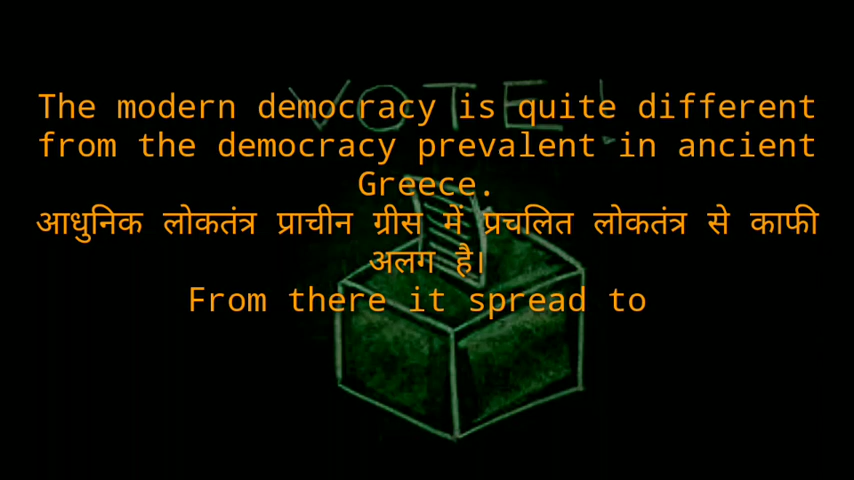 VOTE!
The modern democracy is quite different
from the democracy prevalent in ancient
Greece.
आधुनिक लोकतंत्र प्राचीन ग्रीस में प्रचलित लोकतंत्र से काफी
अलग है।
From there it spread to